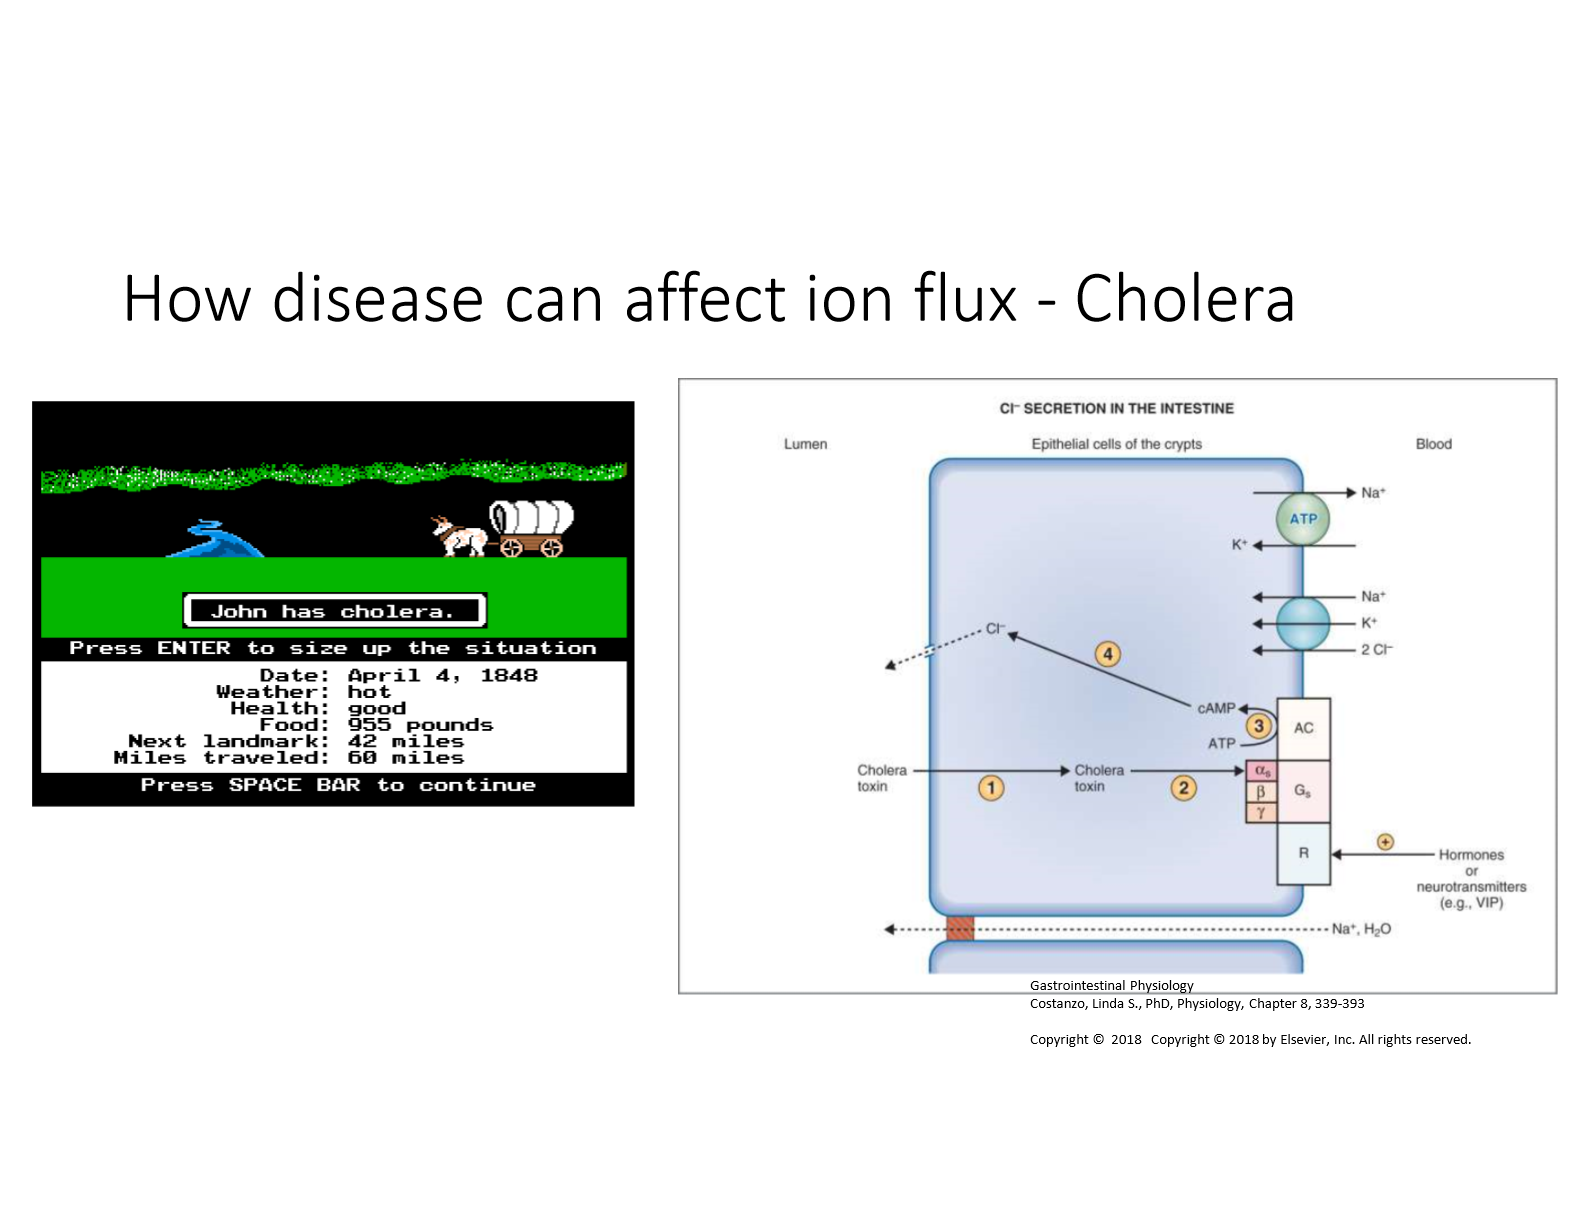 How disease can affect ion flux - Cholera
John has cholera.
Press ENTER to size up the situation
Date: April 4, 1848
Weather: hot
Health: good
Food: 955 pounds
Next landmark: 42 miles
Miles traveled: 60 miles
Press SPACE BAR to continue
Cl⁻ SECRETION IN THE INTESTINE
Lumen
Epithelial cells of the crypts
Blood
Na⁺
ATP
K⁺
Na⁺
K⁺
2 Cl⁻
Cl⁻
4
cAMP
3
AC
ATP
Cholera
toxin
1
Cholera
toxin
2
αs
β
γ
Gs
R
+
Hormones
or
neurotransmitters
(e.g., VIP)
Na⁺, H₂O
Gastrointestinal Physiology
Costanzo, Linda S., PhD, Physiology, Chapter 8, 339-393
Copyright © 2018 Copyright © 2018 by Elsevier, Inc. All rights reserved.